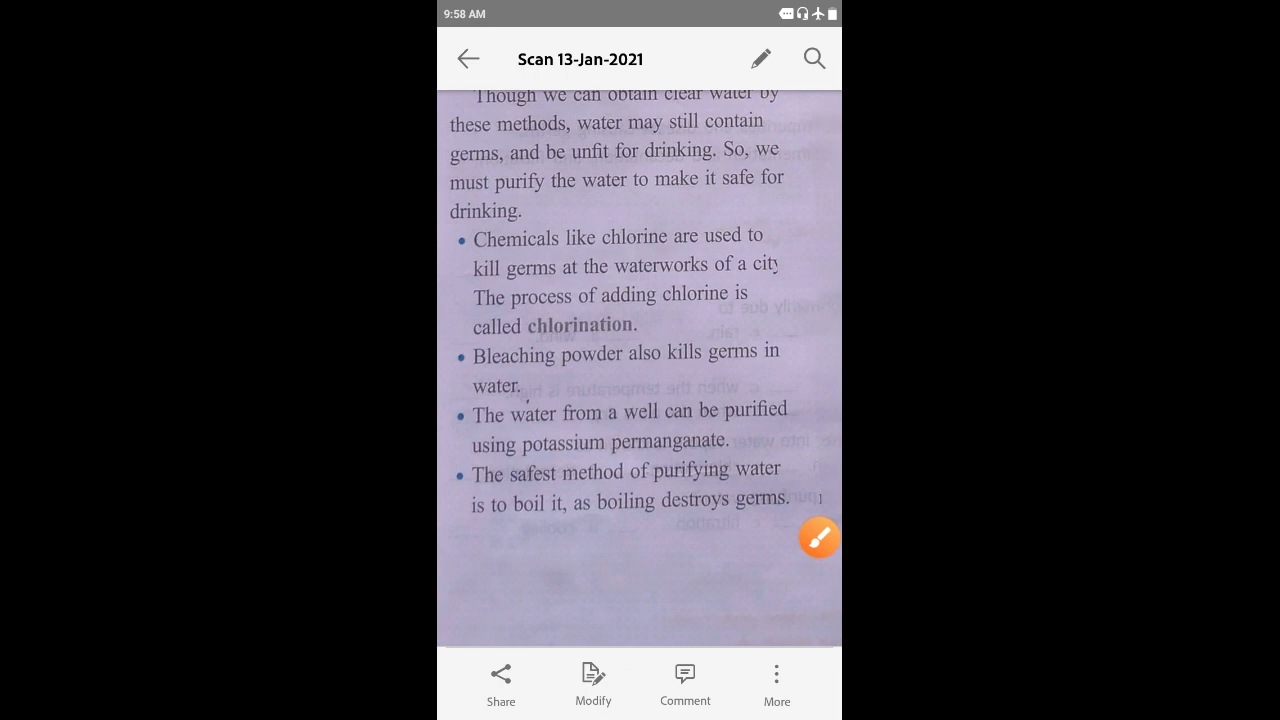 9:58 AM
Scan 13-Jan-2021
Though we can obtain clear water by
these methods, water may still contain
germs, and be unfit for drinking. So, we
must purify the water to make it safe for
drinking.
• Chemicals like chlorine are used to
kill germs at the waterworks of a city
The process of adding chlorine is
called chlorination.
• Bleaching powder also kills germs in
water.
• The water from a well can be purified
using potassium permanganate.
• The safest method of purifying water
is to boil it, as boiling destroys germs.
Share Modify Comment More